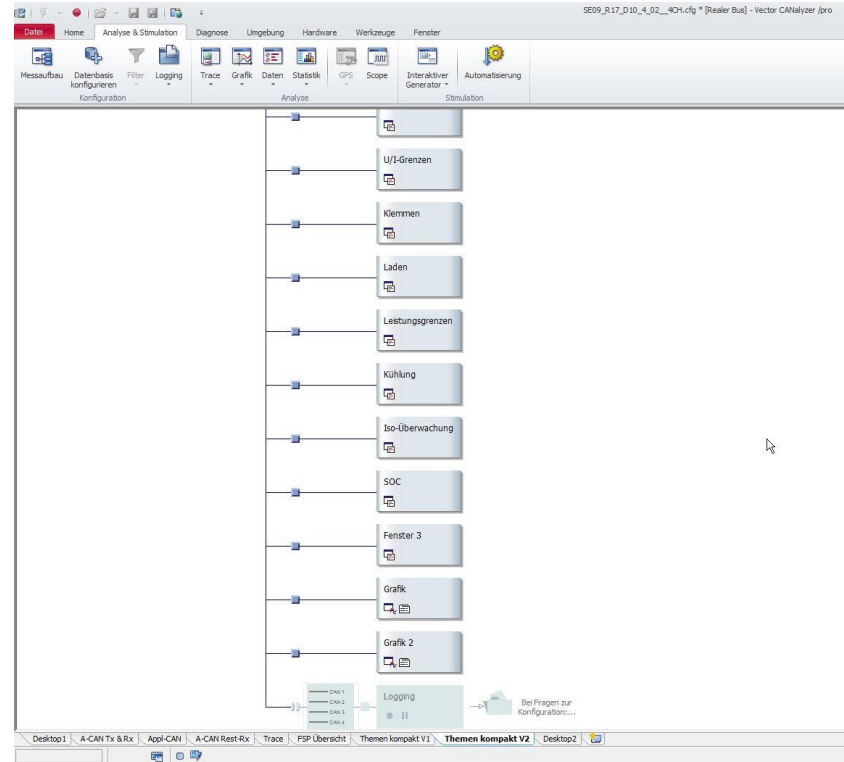 SE09_R17_D10_4_02__4CH.cfg * [Realer Bus] - Vector CANalyzer /pro
Datei Home Analyse & Stimulation Diagnose Umgebung Hardware Werkzeuge Fenster
Messaufbau Datenbasis konfigurieren Filter Logging Trace Grafik Daten Statistik GPS Scope Interaktiver Generator Automatisierung
Konfiguration Analyse Stimulation
U/I-Grenzen
Klemmen
Laden
Leistungsgrenzen
Kühlung
Iso-Überwachung
SOC
Fenster 3
Grafik
Grafik 2
CAN 1
CAN 2
CAN 3
CAN 4
Logging
Bei Fragen zur
Konfiguration:...
Desktop1 A-CAN Tx & Rx Appl-CAN A-CAN Rest-Rx Trace FSP Übersicht Themen kompakt V1 Themen kompakt V2 Desktop2